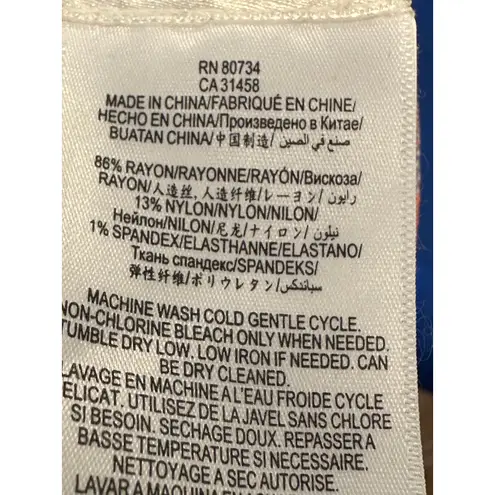 RN 80734
CA 31458
MADE IN CHINA/FABRIQUÉ EN CHINE/
HECHO EN CHINA/Произведено в Китае/
BUATAN CHINA/中国制造/صنع في الصين/
86% RAYON/RAYONNE/RAYÓN/Вискоза/
RAYON/人造丝, 人造纤维/レーヨン/رايون/
13% NYLON/NYLON/NILON/
Нейлон/NILON/尼龙/ナイロン/نيلون/
1% SPANDEX/ELASTHANNE/ELASTANO/
Ткань спандекс/SPANDEKS/
弹性纤维/ポリウレタン/سباندكس/
MACHINE WASH COLD GENTLE CYCLE.
NON-CHLORINE BLEACH ONLY WHEN NEEDED.
TUMBLE DRY LOW. LOW IRON IF NEEDED. CAN
BE DRY CLEANED.
LAVAGE EN MACHINE A L'EAU FROIDE CYCLE
DELICAT. UTILISEZ DE LA JAVEL SANS CHLORE
SI BESOIN. SECHAGE DOUX. REPASSER A
BASSE TEMPERATURE SI NECESSAIRE.
NETTOYAGE A SEC AUTORISE.
LAVAR A MAQUINA EN